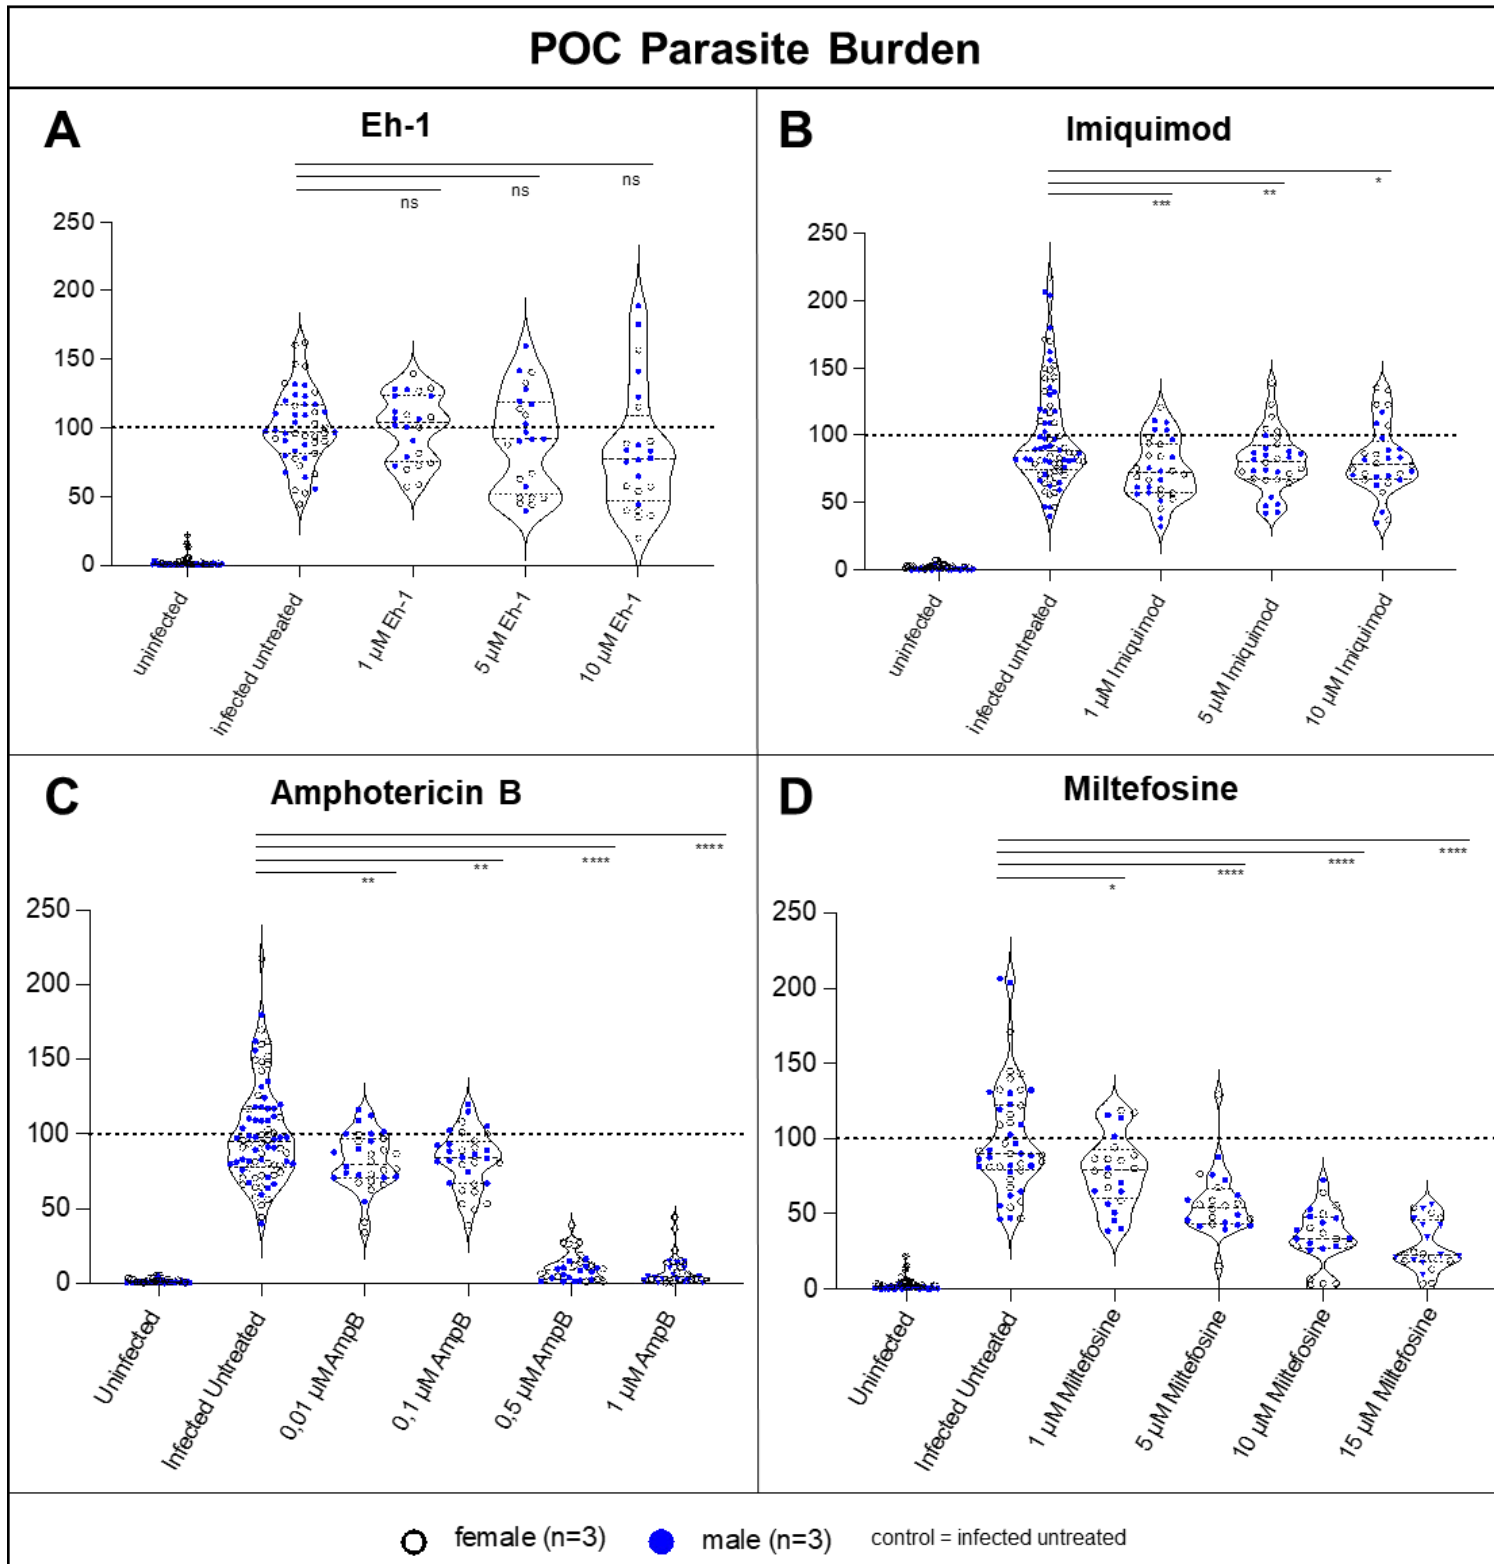 POC Parasite Burden
A
Eh-1
ns
ns
ns
250
200
150
100
50
0
uninfected
infected untreated
1 µM Eh-1
5 µM Eh-1
10 µM Eh-1
B
Imiquimod
*
**
***
250
200
150
100
50
0
uninfected
infected untreated
1 µM Imiquimod
5 µM Imiquimod
10 µM Imiquimod
C
Amphotericin B
****
****
**
**
250
200
150
100
50
0
Uninfected
Infected Untreated
0,01 µM AmpB
0,1 µM AmpB
0,5 µM AmpB
1 µM AmpB
D
Miltefosine
****
****
****
*
250
200
150
100
50
0
Uninfected
Infected Untreated
1 µM Miltefosine
5 µM Miltefosine
10 µM Miltefosine
15 µM Miltefosine
female (n=3) male (n=3) control = infected untreated